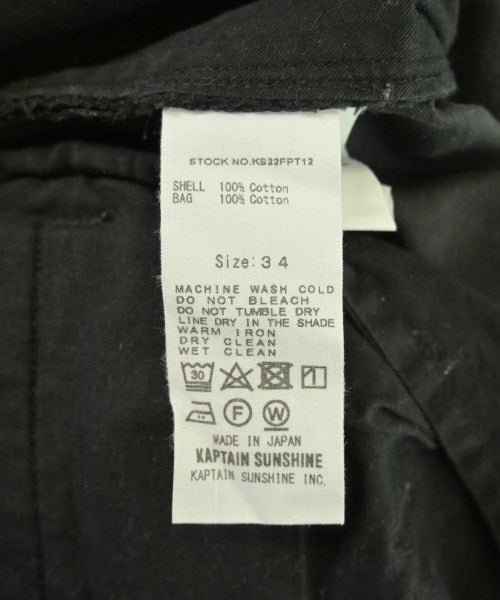 STOCK NO.KS22FPT12
SHELL 100% Cotton
BAG 100% Cotton
Size:34
MACHINE WASH COLD
DO NOT BLEACH
DO NOT TUMBLE DRY
LINE DRY IN THE SHADE
WARM IRON
DRY CLEAN
WET CLEAN
30
F W
MADE IN JAPAN
KAPTAIN SUNSHINE
KAPTAIN SUNSHINE INC.